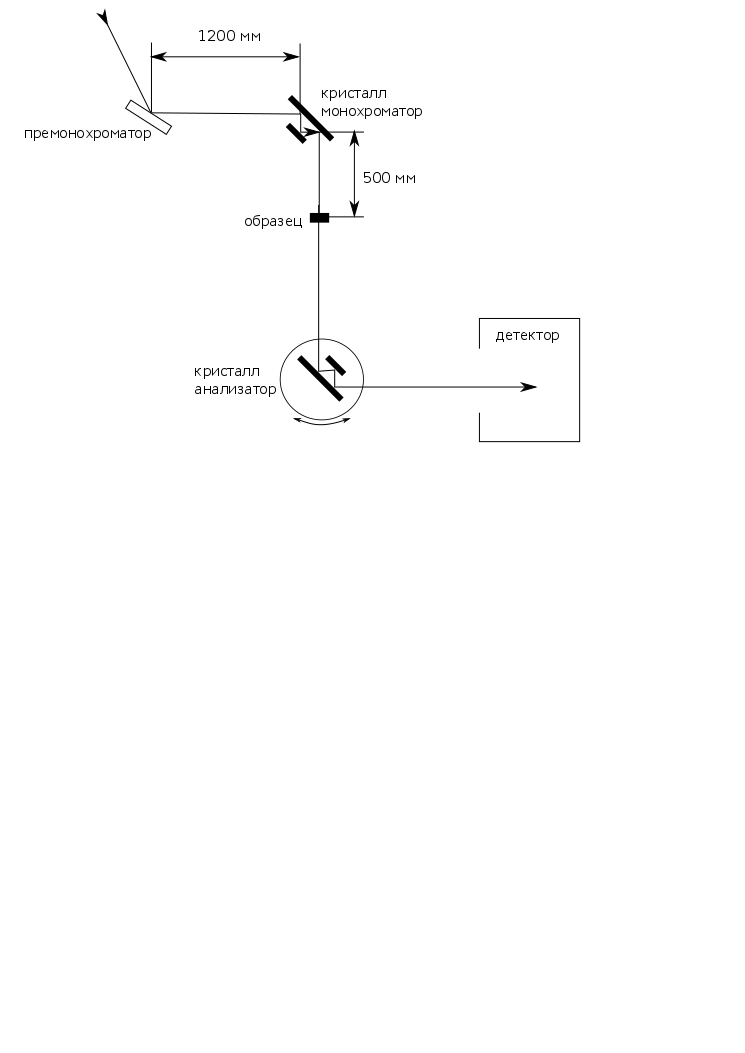 1200 мм
кристалл
монохроматор
премонохроматор
500 мм
образец
детектор
кристалл
анализатор